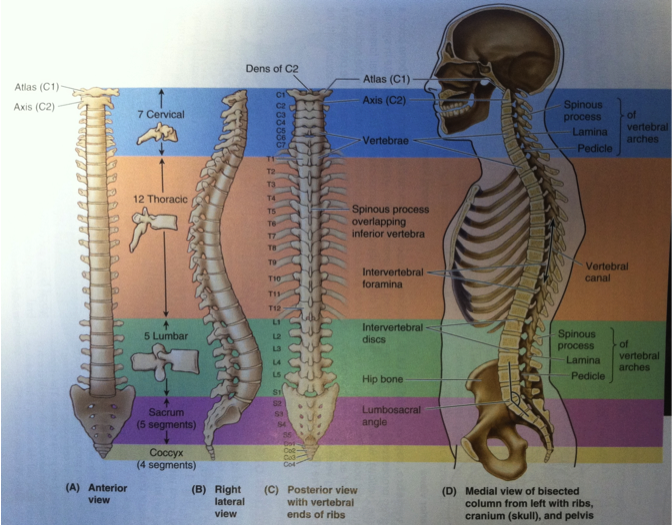 Dens of C2
Atlas (C1)
Axis (C2)
7 Cervical
12 Thoracic
5 Lumbar
Sacrum
(5 segments)
Coccyx
(4 segments)
C1
C2
C3
C4
C5
C6
C7
T1
T2
T3
T4
T5
T6
T7
T8
T9
T10
T11
T12
L1
L2
L3
L4
L5
S1
S2
S3
S4
S5
Co1
Co2
Co3
Co4
Atlas (C1)
Axis (C2)
Vertebrae
Spinous process
overlapping
inferior vertebra
Intervertebral
foramina
Intervertebral
discs
Hip bone
Lumbosacral
angle
Spinous
process
Lamina
Pedicle
of
vertebral
arches
Vertebral
canal
Spinous
process
Lamina
Pedicle
of
vertebral
arches
(A) Anterior
view
(B) Right
lateral
view
(C) Posterior view
with vertebral
ends of ribs
(D) Medial view of bisected
column from left with ribs,
cranium (skull), and pelvis